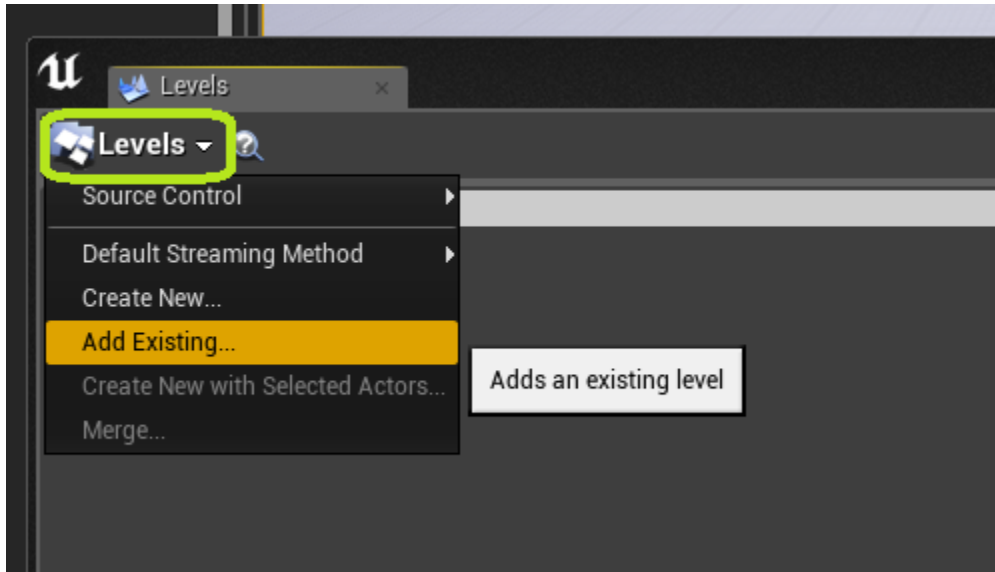 Levels
Levels
Source Control
Default Streaming Method
Create New...
Add Existing...
Create New with Selected Actors...
Adds an existing level
Merge...